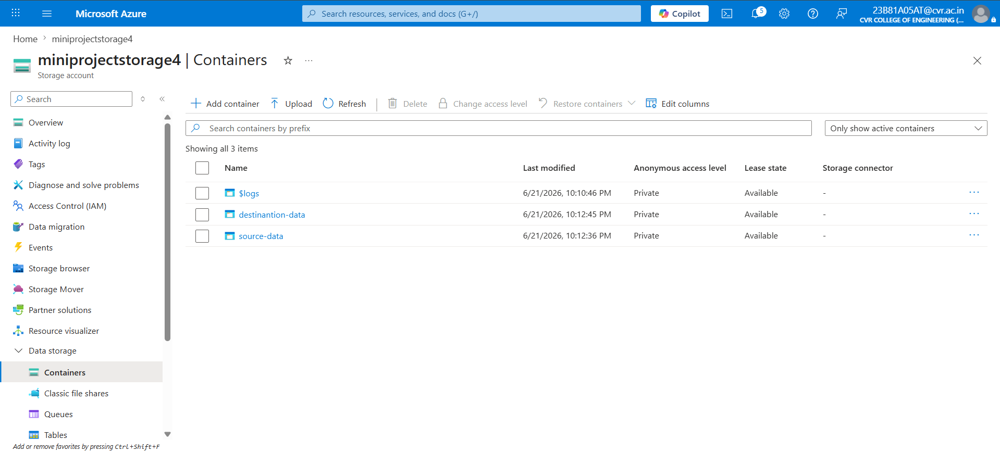 Microsoft Azure
Search resources, services, and docs (G+/)
Copilot
5
23B81A05AT@cvr.ac.in
CVR COLLEGE OF ENGINEERING (...
Home > miniprojectstorage4
miniprojectstorage4 | Containers
Storage account
Search
Add container
Upload
Refresh
Delete
Change access level
Restore containers
Edit columns
Overview
Activity log
Tags
Diagnose and solve problems
Access Control (IAM)
Data migration
Events
Storage browser
Storage Mover
Partner solutions
Resource visualizer
Data storage
Containers
Classic file shares
Queues
Tables
Add or remove favorites by pressing Ctrl+Shift+F
Search containers by prefix
Only show active containers
Showing all 3 items
Name Last modified Anonymous access level Lease state Storage connector
$logs 6/21/2026, 10:10:46 PM Private Available -
destinantion-data 6/21/2026, 10:12:45 PM Private Available -
source-data 6/21/2026, 10:12:36 PM Private Available -